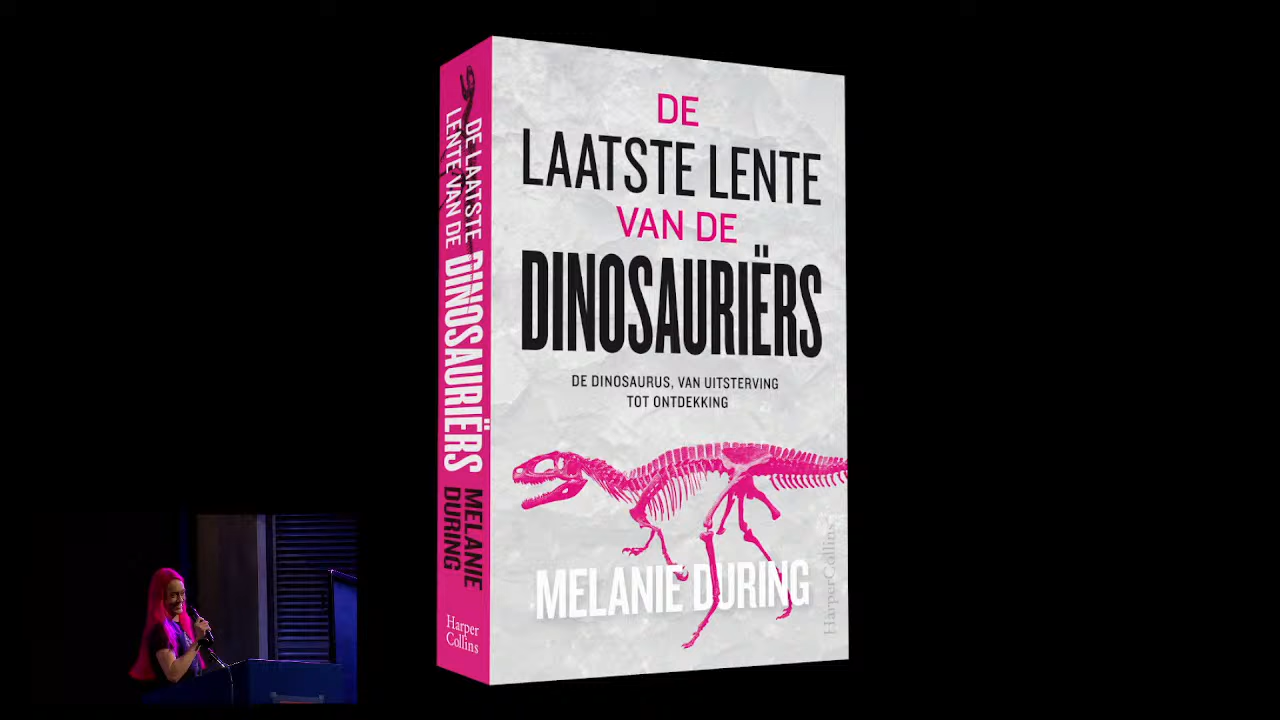 DE
LAATSTE LENTE
VAN DE
DINOSAURIËRS
DE DINOSAURUS, VAN UITSTERVING
TOT ONTDEKKING
MELANIE DURING
HarperCollins
DE LAATSTE
LENTE VAN DE
DINOSAURIËRS
MELANIE
DURING
Harper
Collins